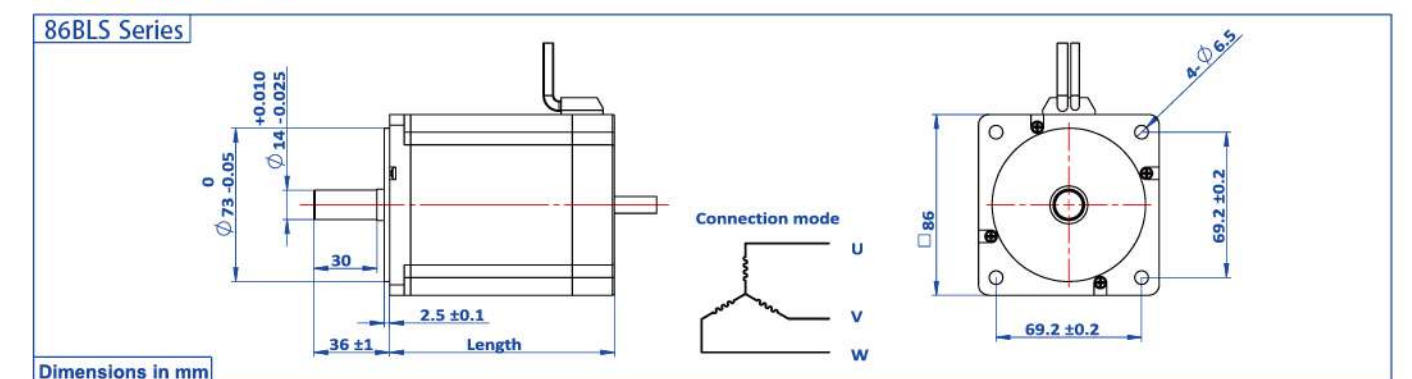 86BLS Series
+0.010
∅ 14 -0.025
0
∅ 73 -0.05
30
2.5 ±0.1
36 ±1
Length
Connection mode
U
V
W
4- ∅ 6.5
□ 86
69.2 ±0.2
69.2 ±0.2
Dimensions in mm